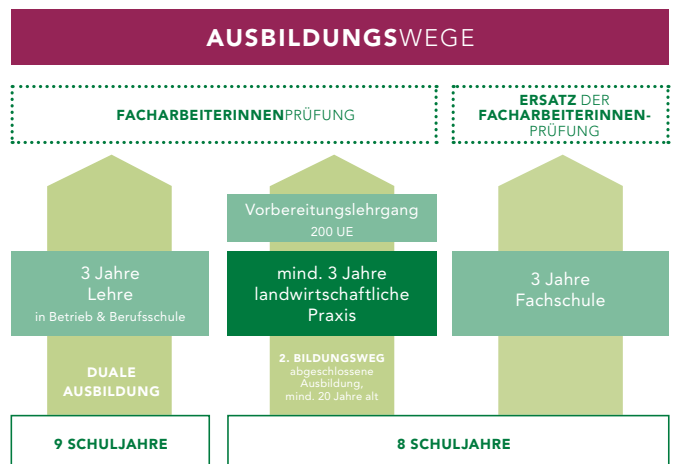 AUSBILDUNGSWEGE
FACHARBEITERINNENPRÜFUNG
ERSATZ DER
FACHARBEITERINNEN-
PRÜFUNG
Vorbereitungslehrgang
200 UE
3 Jahre
Lehre
in Betrieb & Berufsschule
mind. 3 Jahre
landwirtschaftliche
Praxis
3 Jahre
Fachschule
DUALE
AUSBILDUNG
2. BILDUNGSWEG
abgeschlossene
Ausbildung,
mind. 20 Jahre alt
9 SCHULJAHRE
8 SCHULJAHRE